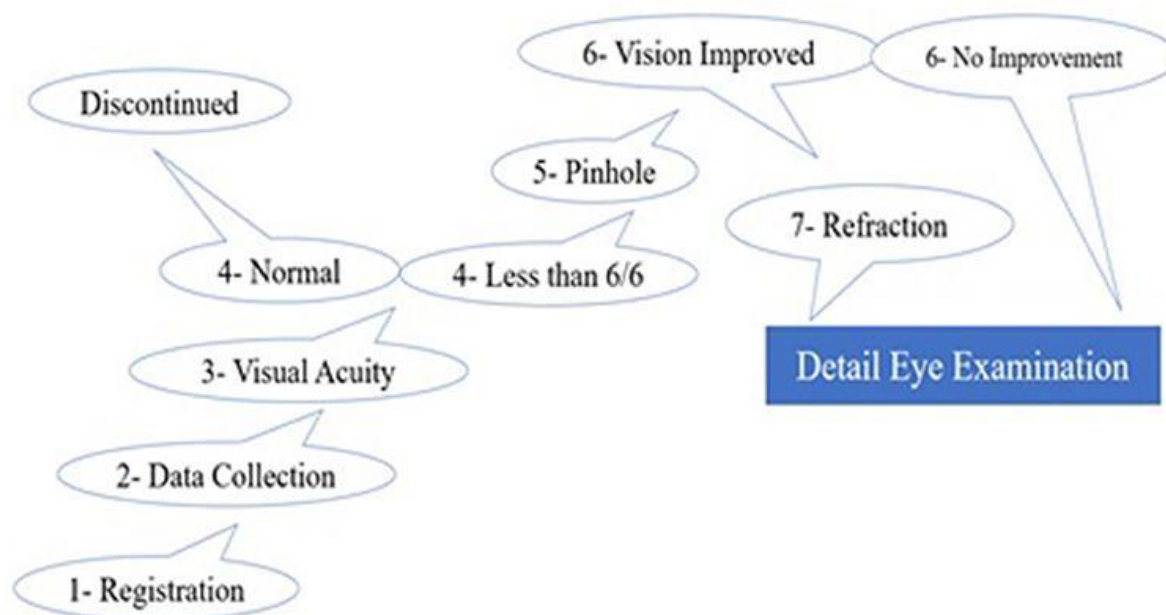 6- Vision Improved
6- No Improvement
Discontinued
5- Pinhole
7- Refraction
4- Normal
4- Less than 6/6
3- Visual Acuity
Detail Eye Examination
2- Data Collection
1- Registration